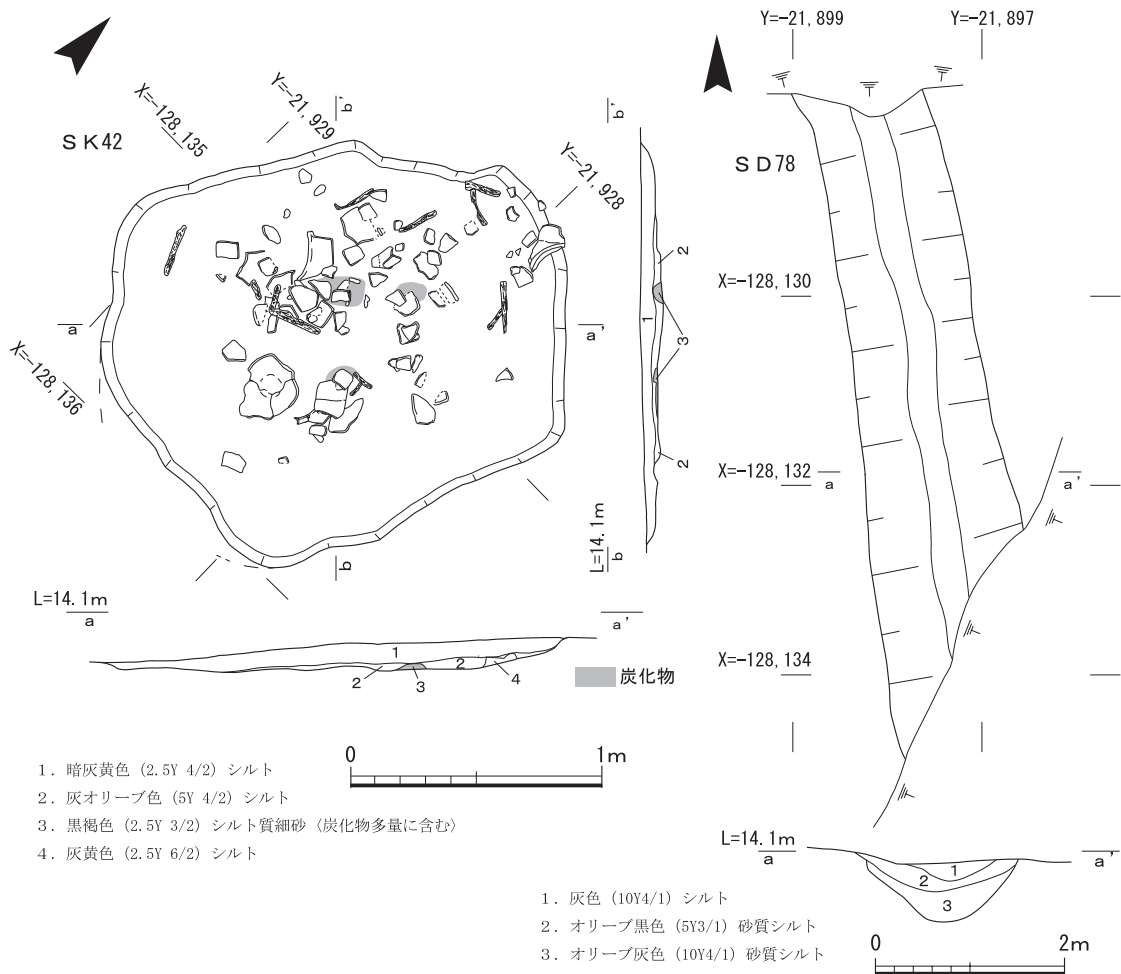 SK42
X=-128,135
Y=-21,929
b'
Y=-21,928
a
a'
X=-128,136
b
b'
2
1
3
2
L=14.1m
b
L=14.1m
a
a'
1
2
2
3
4
炭化物
0
1m
1. 暗灰黄色 (2.5Y 4/2) シルト
2. 灰オリーブ色 (5Y 4/2) シルト
3. 黒褐色 (2.5Y 3/2) シルト質細砂〈炭化物多量に含む〉
4. 灰黄色 (2.5Y 6/2) シルト
Y=-21,899
Y=-21,897
SD78
X=-128,130
X=-128,132
a
a'
X=-128,134
L=14.1m
a
a'
1
2
3
1. 灰色 (10Y4/1) シルト
2. オリーブ黒色 (5Y3/1) 砂質シルト
3. オリーブ灰色 (10Y4/1) 砂質シルト
0
2m